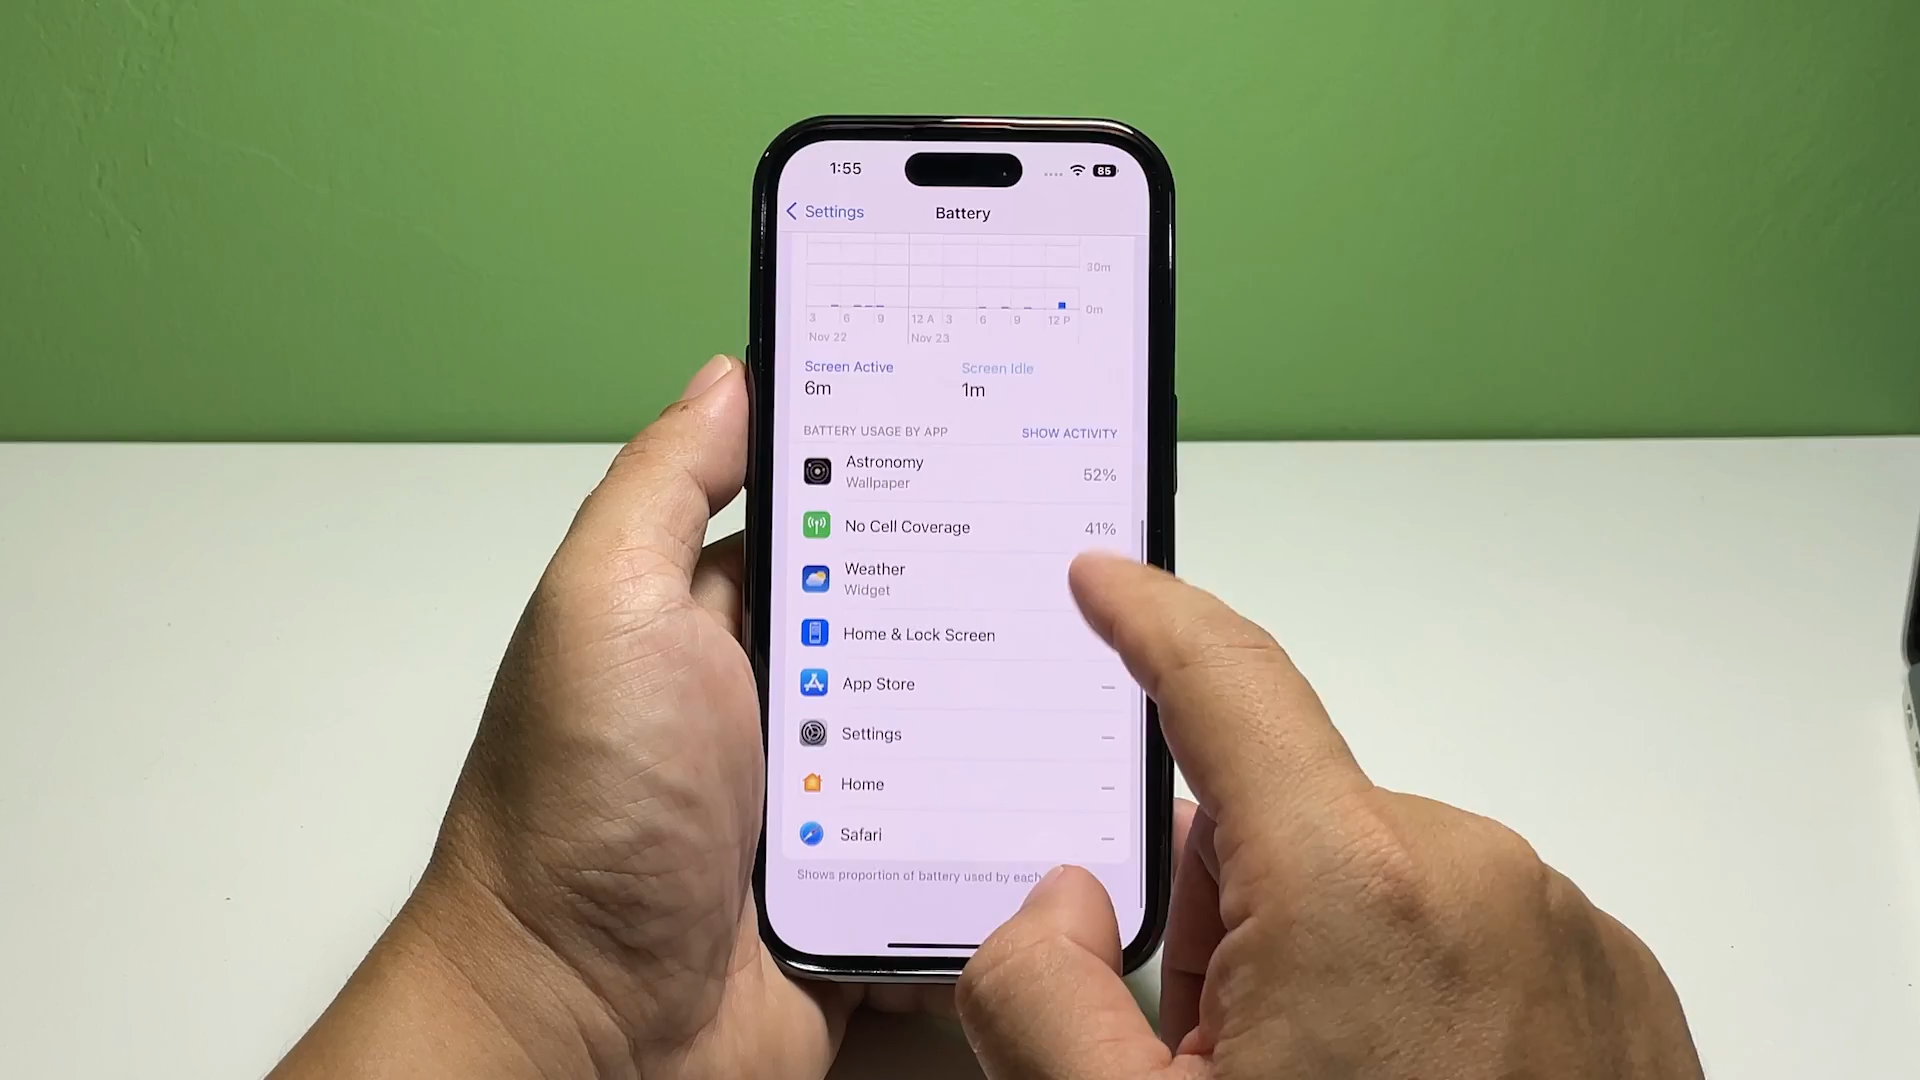 1:55
85
Settings
Battery
30m
0m
3 6 9 12 A 3 6 9 12 P
Nov 22 Nov 23
Screen Active Screen Idle
6m 1m
BATTERY USAGE BY APP SHOW ACTIVITY
Astronomy
Wallpaper
52%
No Cell Coverage 41%
Weather
Widget
Home & Lock Screen
App Store –
Settings –
Home –
Safari –
Shows proportion of battery used by each